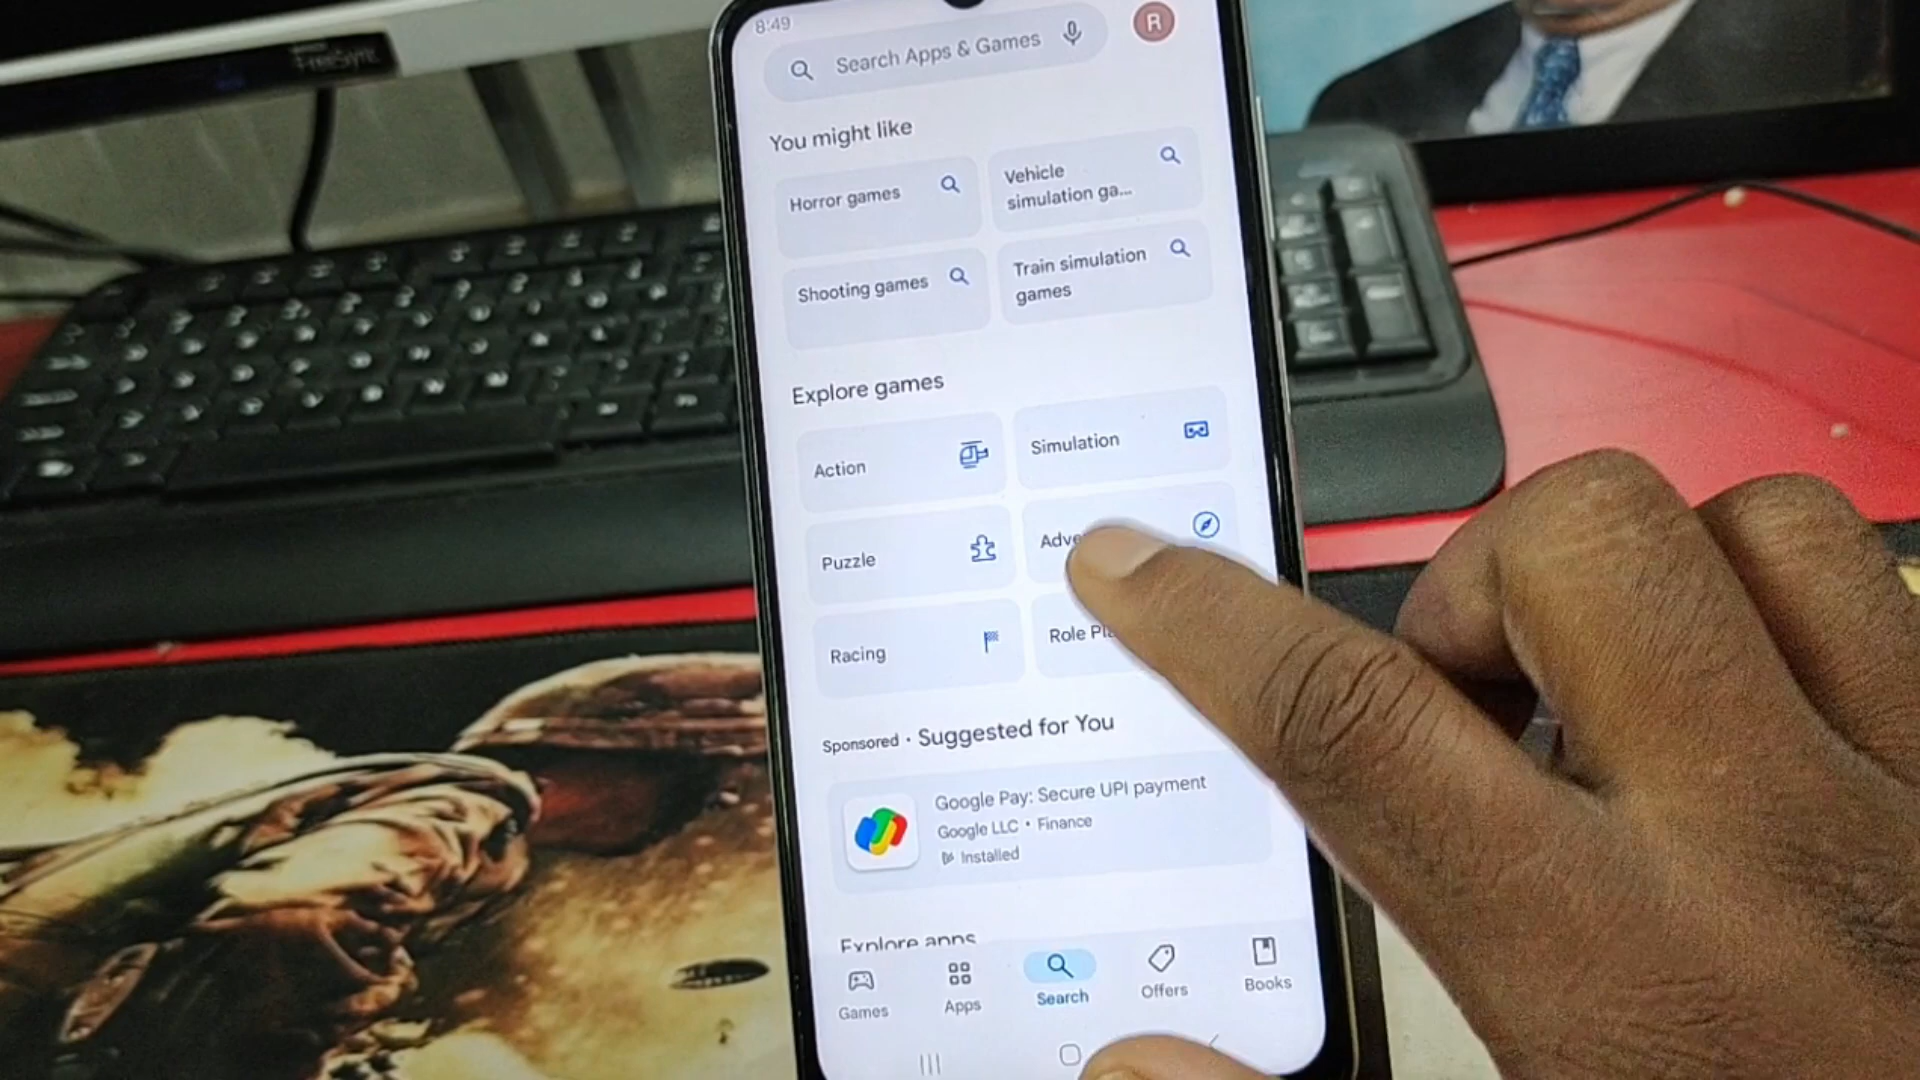 FreeSync
8:49
Search Apps & Games
R
You might like
Horror games
Vehicle
simulation ga...
Shooting games
Train simulation
games
Explore games
Action
Simulation
Puzzle
Adve
Racing
Role Pla
Sponsored • Suggested for You
Google Pay: Secure UPI payment
Google LLC • Finance
Installed
Explore apps
Games
Apps
Search
Offers
Books